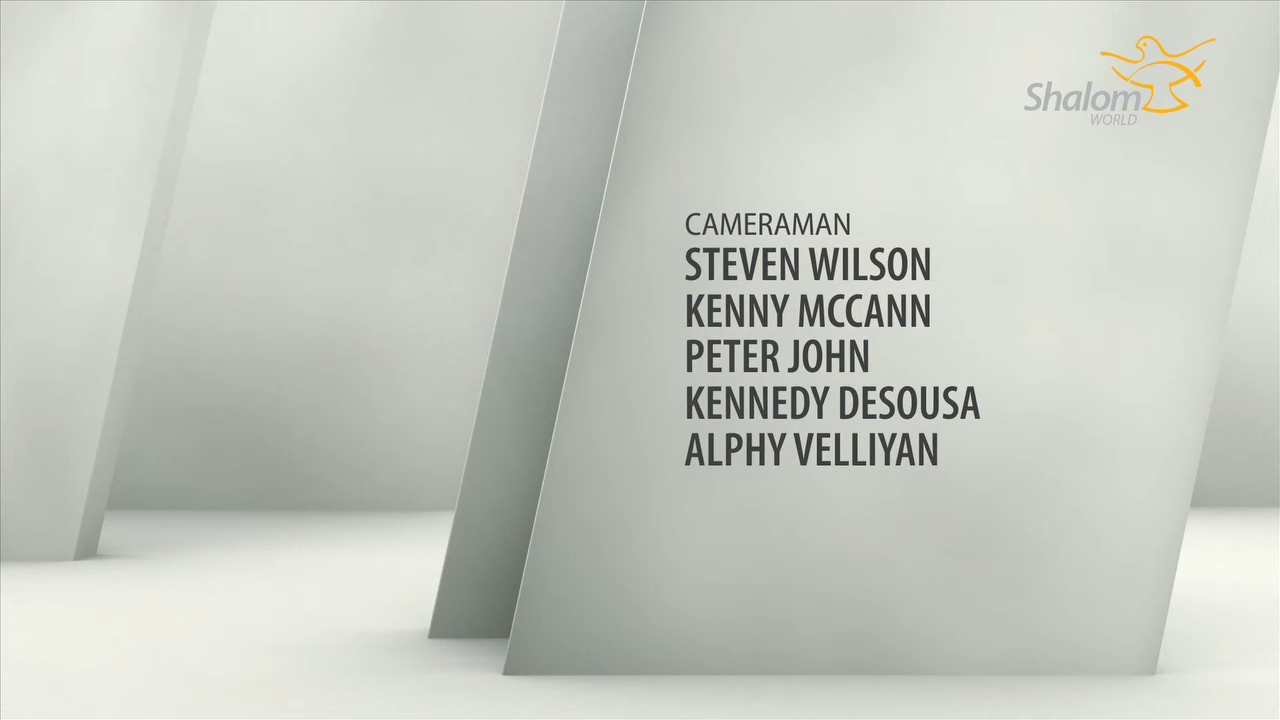 Shalom
WORLD
CAMERAMAN
STEVEN WILSON
KENNY MCCANN
PETER JOHN
KENNEDY DESOUSA
ALPHY VELLIYAN